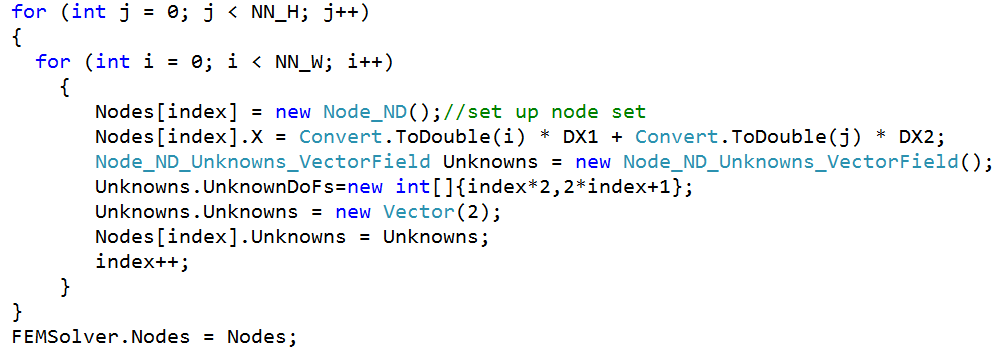 for (int j = 0; j < NN_H; j++)
{
for (int i = 0; i < NN_W; i++)
{
Nodes[index] = new Node_ND();//set up node set
Nodes[index].X = Convert.ToDouble(i) * DX1 + Convert.ToDouble(j) * DX2;
Node_ND_Unknowns_VectorField Unknowns = new Node_ND_Unknowns_VectorField();
Unknowns.UnknownDoFs=new int[]{index*2,2*index+1};
Unknowns.Unknowns = new Vector(2);
Nodes[index].Unknowns = Unknowns;
index++;
}
}
FEMSolver.Nodes = Nodes;